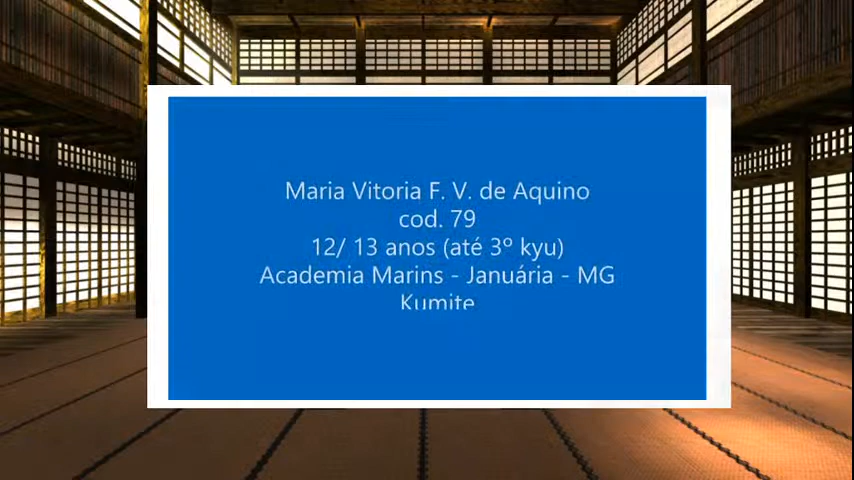 Maria Vitoria F. V. de Aquino
cod. 79
12/ 13 anos (até 3º kyu)
Academia Marins - Januária - MG
Kumite